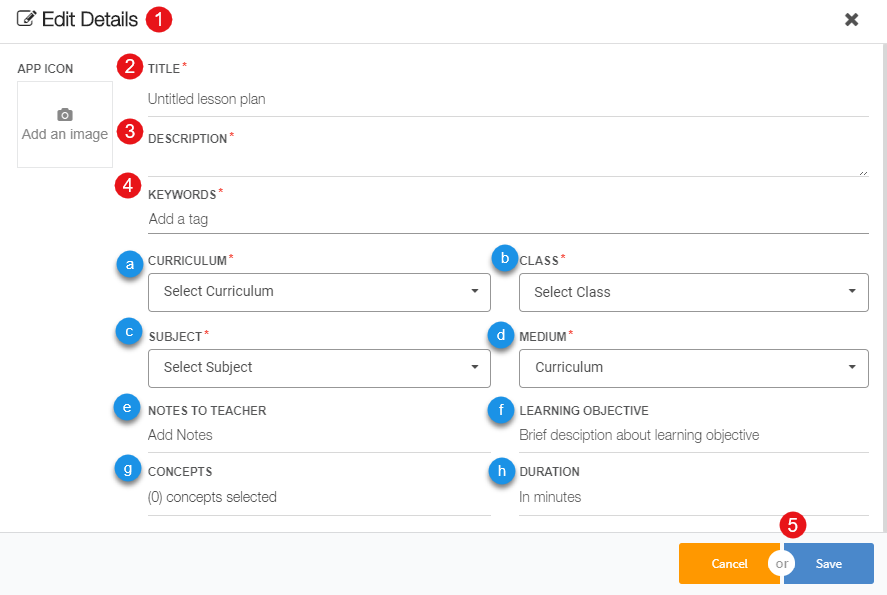 Edit Details 1
APP ICON
Add an image
2 TITLE*
Untitled lesson plan
3 DESCRIPTION*
4 KEYWORDS*
Add a tag
a CURRICULUM* b CLASS*
Select Curriculum Select Class
c SUBJECT* d MEDIUM*
Select Subject Curriculum
e NOTES TO TEACHER f LEARNING OBJECTIVE
Add Notes Brief desciption about learning objective
g CONCEPTS h DURATION
(0) concepts selected In minutes
5
Cancel or Save